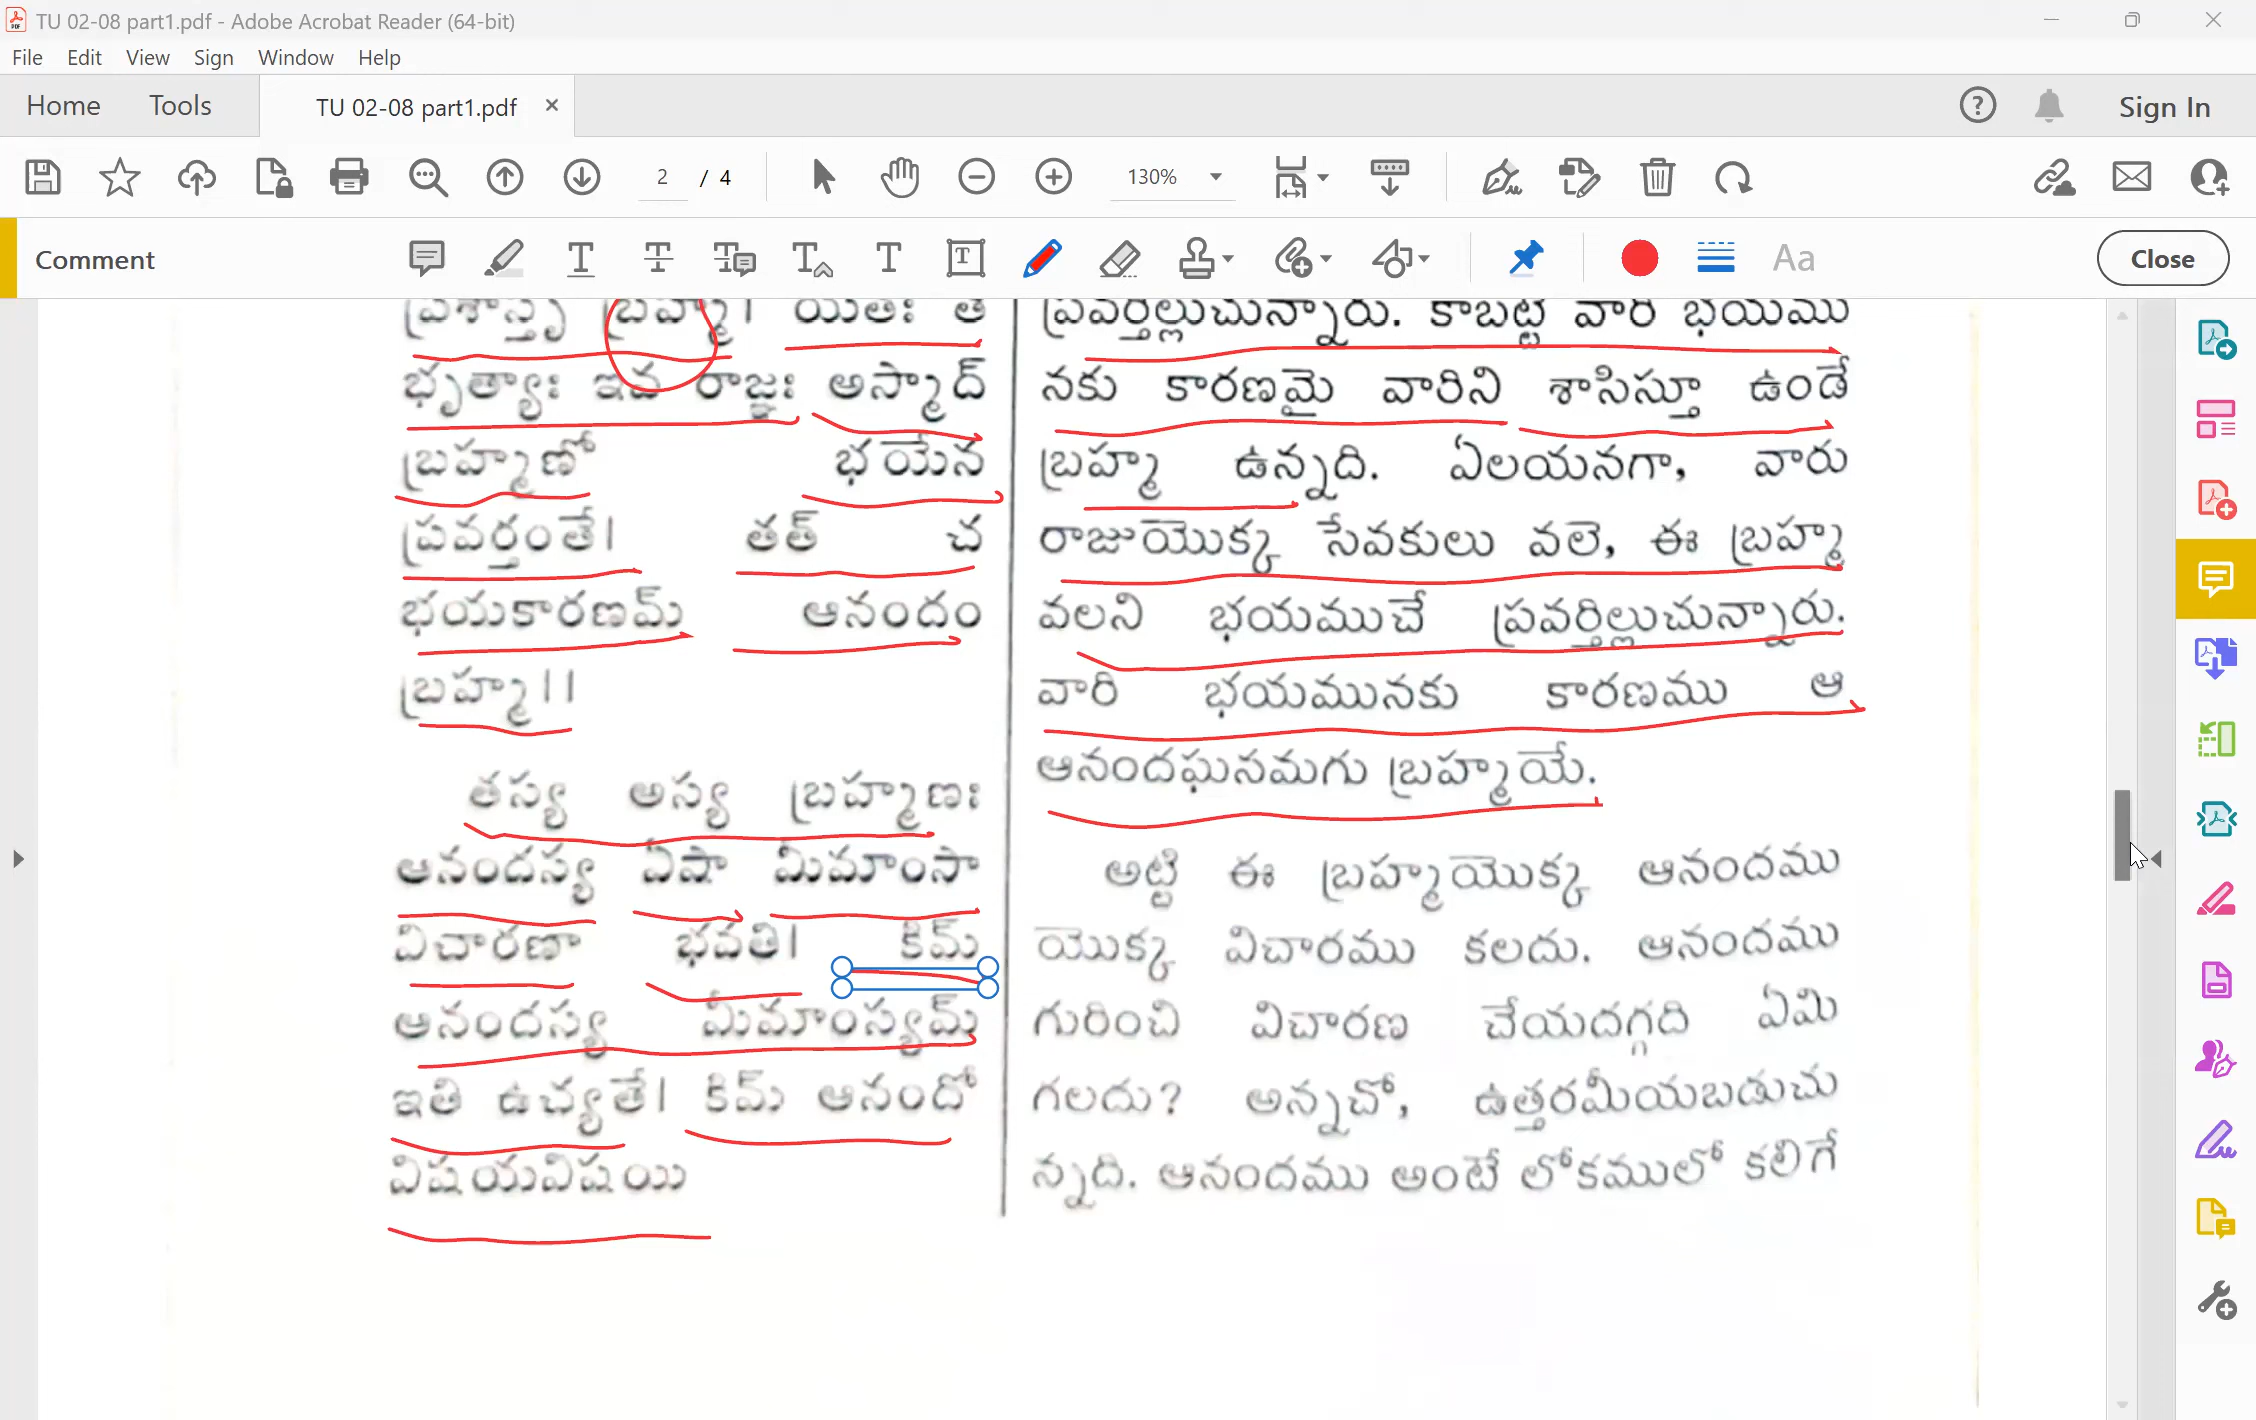 TU 02-08 part1.pdf - Adobe Acrobat Reader (64-bit)
File Edit View Sign Window Help
Home Tools TU 02-08 part1.pdf Sign In
2 / 4 130%
Comment Close
ప్రశాస్తృ బ్రహ్మ। యతః తే
భృత్యాః ఇవ రాజ్ఞః అస్మాద్
బ్రహ్మణో భయేన
ప్రవర్తంతే। తత్ చ
భయకారణమ్ ఆనందం
బ్రహ్మ।।
తస్య అస్య బ్రహ్మణః
ఆనందస్య ఏషా మీమాంసా
విచారణా భవతి। కిమ్
ఆనందస్య మీమాంస్యమ్
ఇతి ఉచ్యతే। కిమ్ ఆనందో
విషయవిషయి
ప్రవర్తిల్లుచున్నారు. కాబట్టి వారి భయము
నకు కారణమై వారిని శాసిస్తూ ఉండే
బ్రహ్మ ఉన్నది. ఏలయనగా, వారు
రాజుయొక్క సేవకులు వలె, ఈ బ్రహ్మ
వలని భయముచే ప్రవర్తిల్లుచున్నారు.
వారి భయమునకు కారణము ఆ
ఆనందఘనమగు బ్రహ్మయే.
అట్టి ఈ బ్రహ్మయొక్క ఆనందము
యొక్క విచారము కలదు. ఆనందము
గురించి విచారణ చేయదగ్గది ఏమి
గలదు? అన్నచో, ఉత్తరమీయబడుచు
న్నది. ఆనందము అంటే లోకములో కలిగే